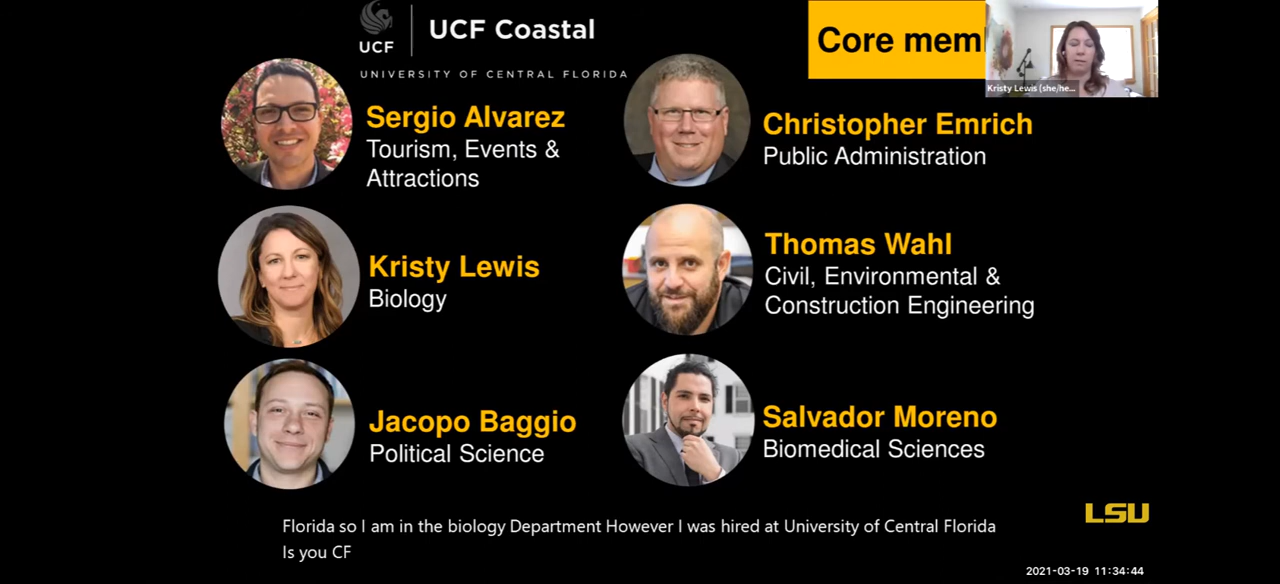 UCF
UCF Coastal
UNIVERSITY OF CENTRAL FLORIDA
Core mem
Kristy Lewis (she/he...
Sergio Alvarez
Tourism, Events &
Attractions
Christopher Emrich
Public Administration
Kristy Lewis
Biology
Thomas Wahl
Civil, Environmental &
Construction Engineering
Jacopo Baggio
Political Science
Salvador Moreno
Biomedical Sciences
LSU
Florida so I am in the biology Department However I was hired at University of Central Florida
Is you CF
2021-03-19 11:34:44